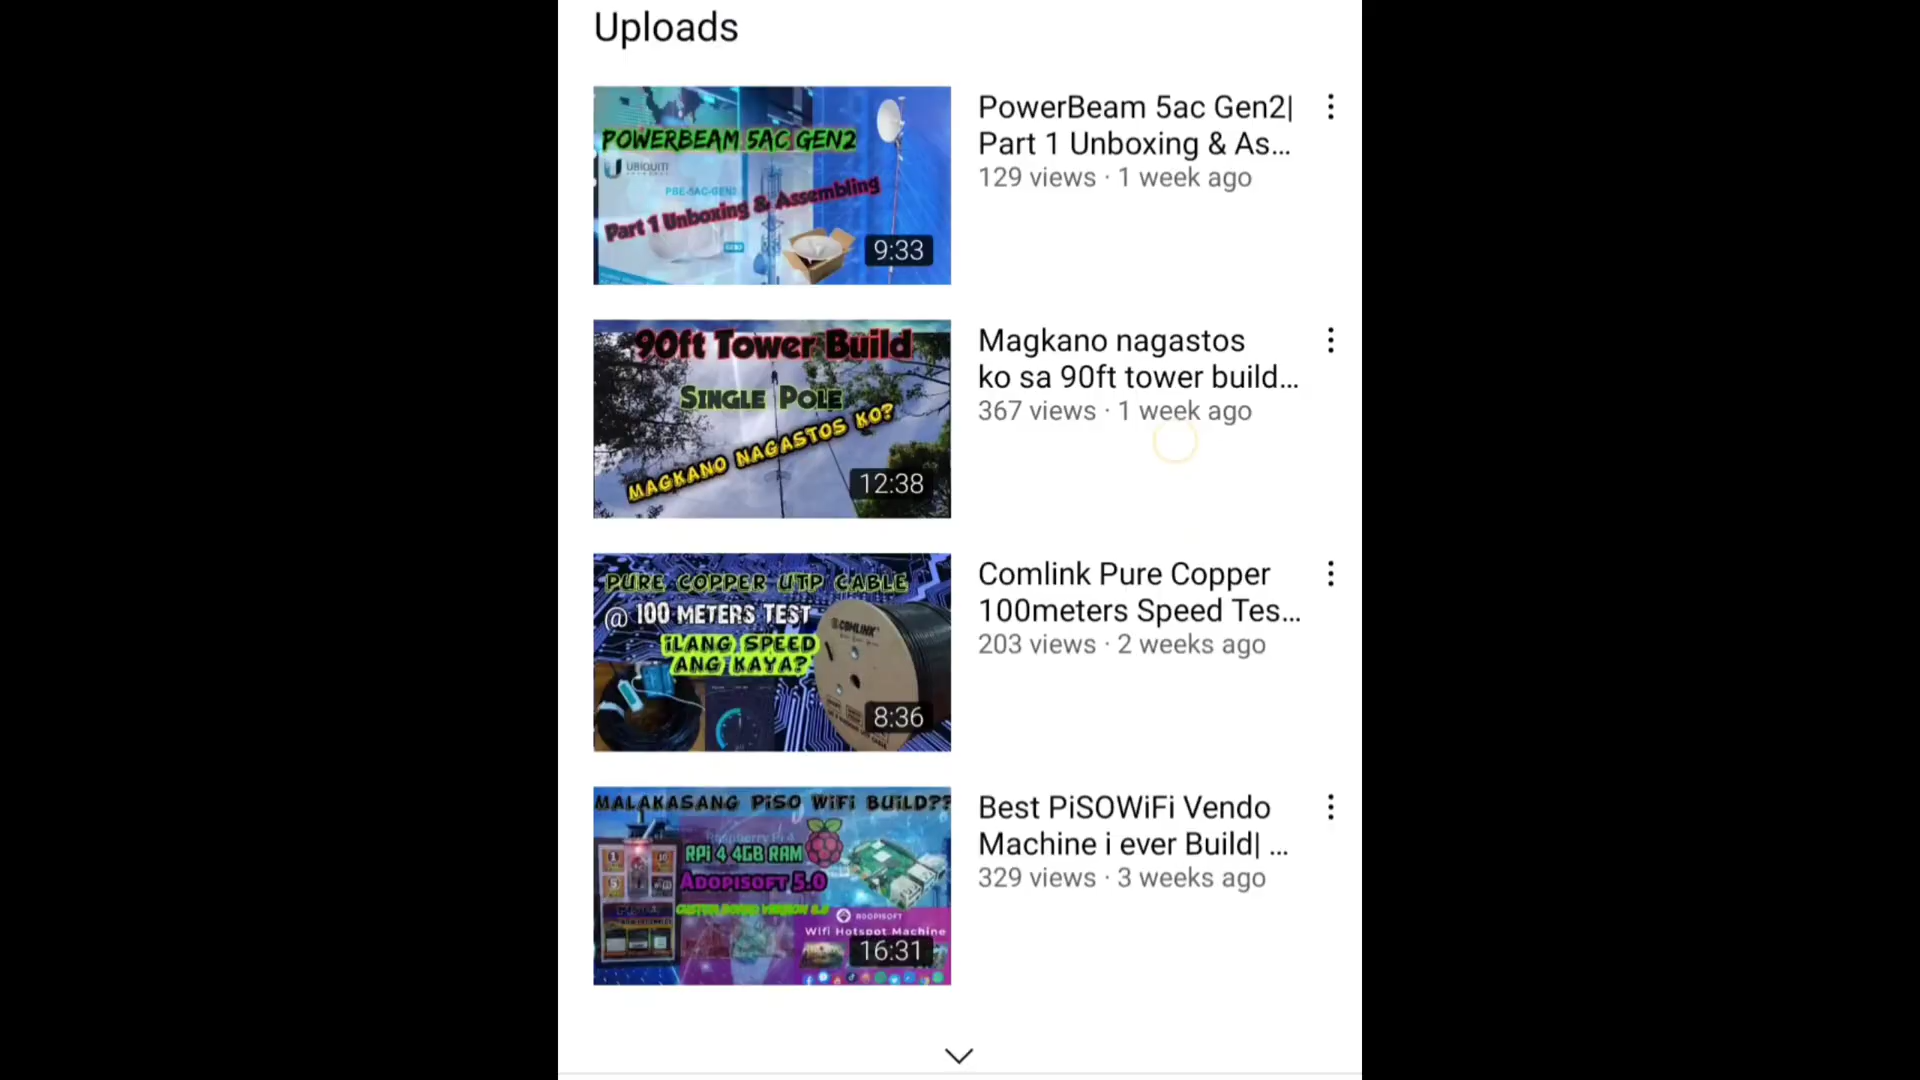 Uploads
POWERBEAM 5AC GEN2
UBIQUITI
PBE-5AC-GEN2
Part 1 Unboxing & Assembling
9:33
PowerBeam 5ac Gen2|
Part 1 Unboxing & As...
129 views · 1 week ago
90ft Tower Build
SINGLE POLE
MAGKANO NAGASTOS KO?
12:38
Magkano nagastos
ko sa 90ft tower build...
367 views · 1 week ago
PURE COPPER UTP CABLE
@ 100 METERS TEST
iLANG SPEED
ANG KAYA?
COMLINK
8:36
Comlink Pure Copper
100meters Speed Tes...
203 views · 2 weeks ago
MALAKASANG PiSO WiFi BUiLD??
Raspberry Pi 4
RPi 4 4GB RAM
ADOPISOFT 5.0
ADOPISOFT
Wifi Hotspot Machine
16:31
Best PiSOWiFi Vendo
Machine i ever Build| ...
329 views · 3 weeks ago